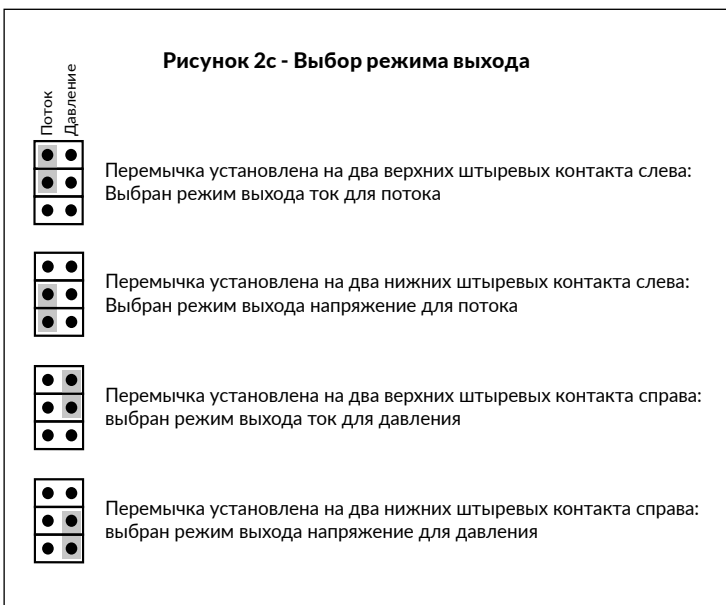 Рисунок 2c - Выбор режима выхода
Поток
Давление
Перемычка установлена на два верхних штыревых контакта слева:
Выбран режим выхода ток для потока
Перемычка установлена на два нижних штыревых контакта слева:
Выбран режим выхода напряжение для потока
Перемычка установлена на два верхних штыревых контакта справа:
выбран режим выхода ток для давления
Перемычка установлена на два нижних штыревых контакта справа:
выбран режим выхода напряжение для давления